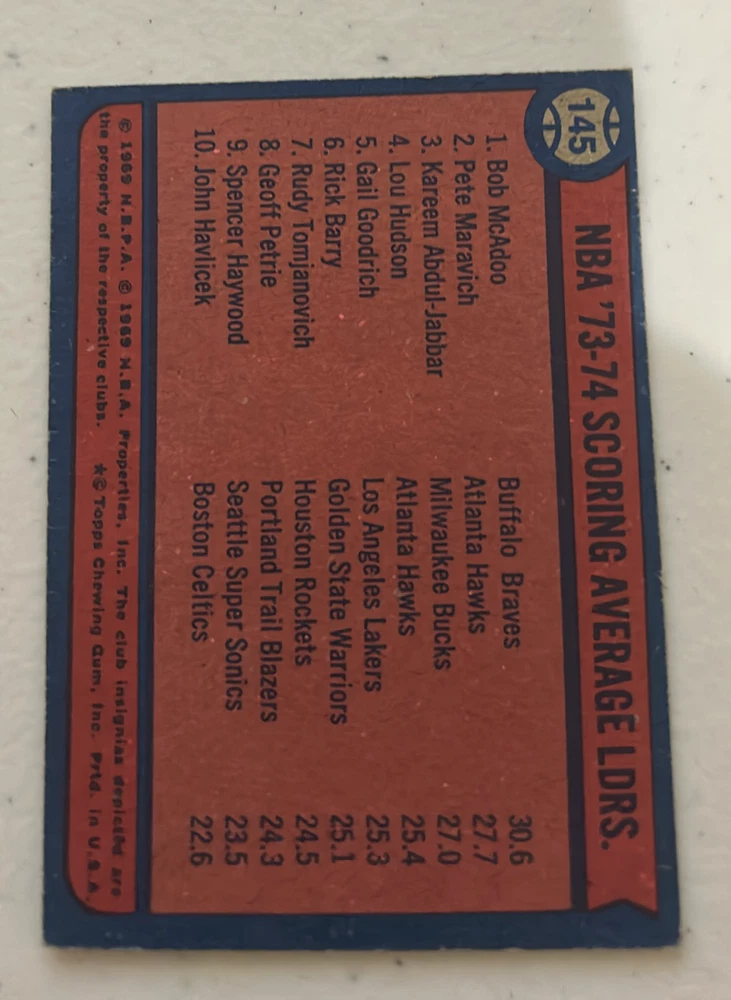 145
NBA '73-74 SCORING AVERAGE LDRS.
1. Bob McAdoo Buffalo Braves 30.6
2. Pete Maravich Atlanta Hawks 27.7
3. Kareem Abdul-Jabbar Milwaukee Bucks 27.0
4. Lou Hudson Atlanta Hawks 25.4
5. Gail Goodrich Los Angeles Lakers 25.3
6. Rick Barry Golden State Warriors 25.1
7. Rudy Tomjanovich Houston Rockets 24.5
8. Geoff Petrie Portland Trail Blazers 24.3
9. Spencer Haywood Seattle Super Sonics 23.5
10. John Havlicek Boston Celtics 22.6
© 1969 N.B.P.A. © 1969 N.B.A. Properties, Inc. The club insignias depicted are
the property of the respective clubs. ★© Topps Chewing Gum, Inc. Prtd. in U.S.A.